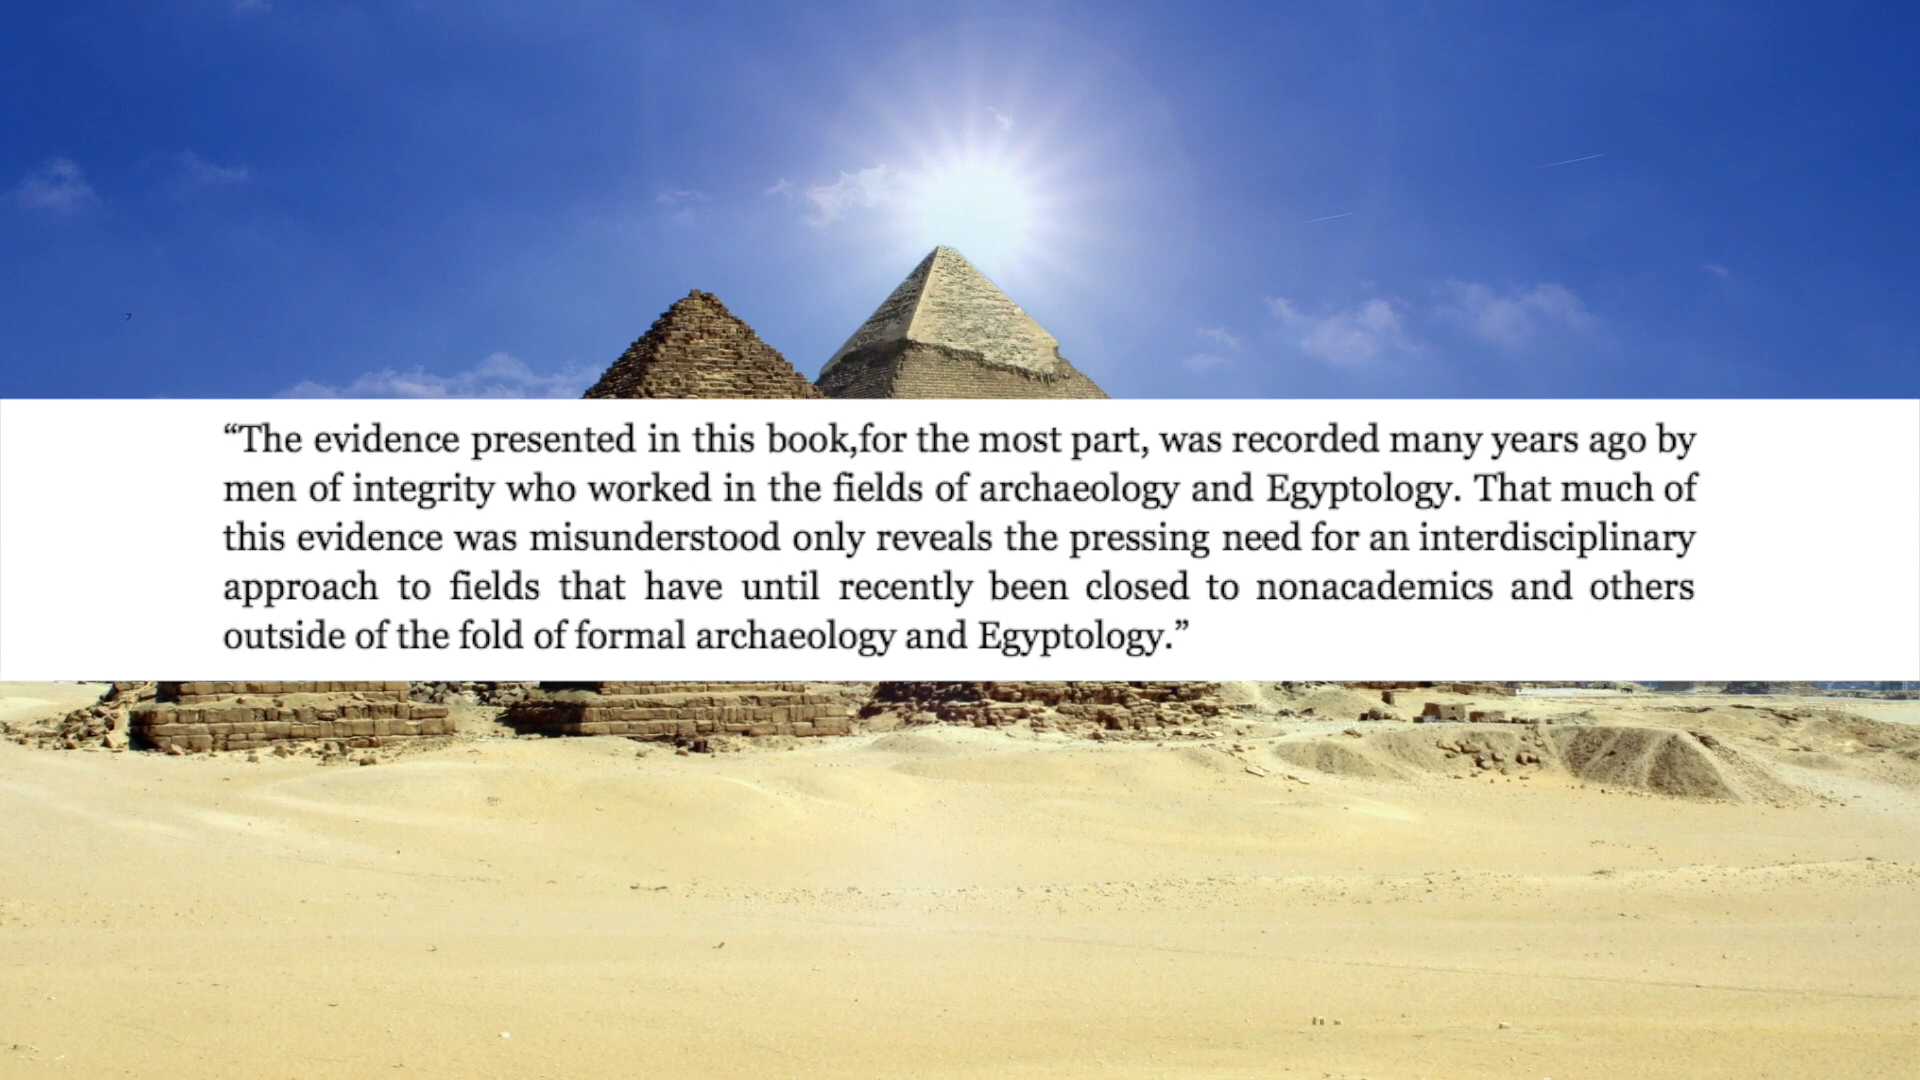 “The evidence presented in this book,for the most part, was recorded many years ago by
men of integrity who worked in the fields of archaeology and Egyptology. That much of
this evidence was misunderstood only reveals the pressing need for an interdisciplinary
approach to fields that have until recently been closed to nonacademics and others
outside of the fold of formal archaeology and Egyptology.”